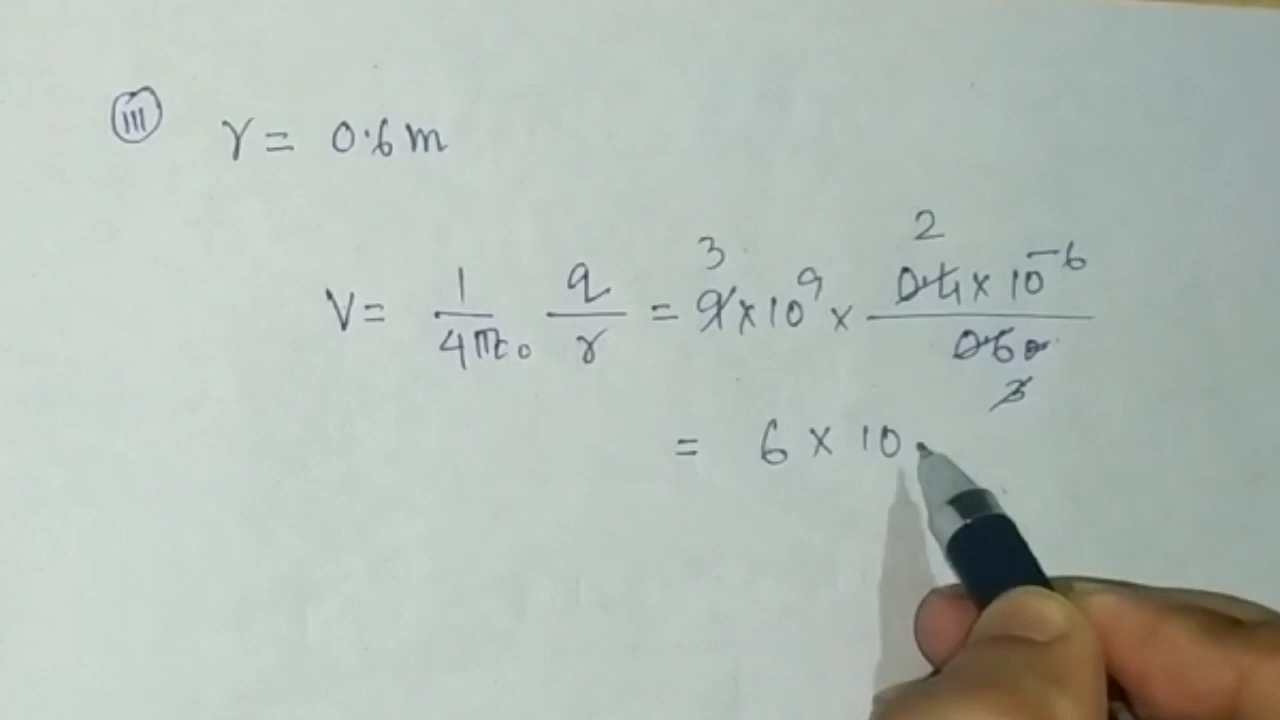 (iii) r = 0.6 m
V = 1/4πε₀ q/r = 9 3 × 10⁹ × 0.4 2 × 10⁻⁶ / 0.6 3
= 6 × 10